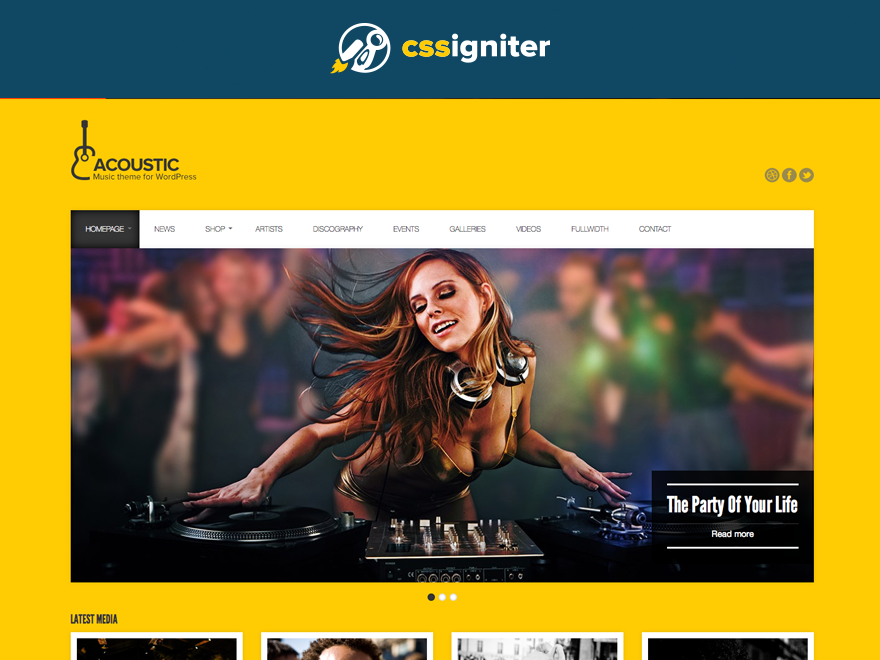 cssigniter
ACOUSTIC
Music theme for WordPress
HOMEPAGE NEWS SHOP ARTISTS DISCOGRAPHY EVENTS GALLERIES VIDEOS FULLWIDTH CONTACT
The Party Of Your Life
Read more
LATEST MEDIA